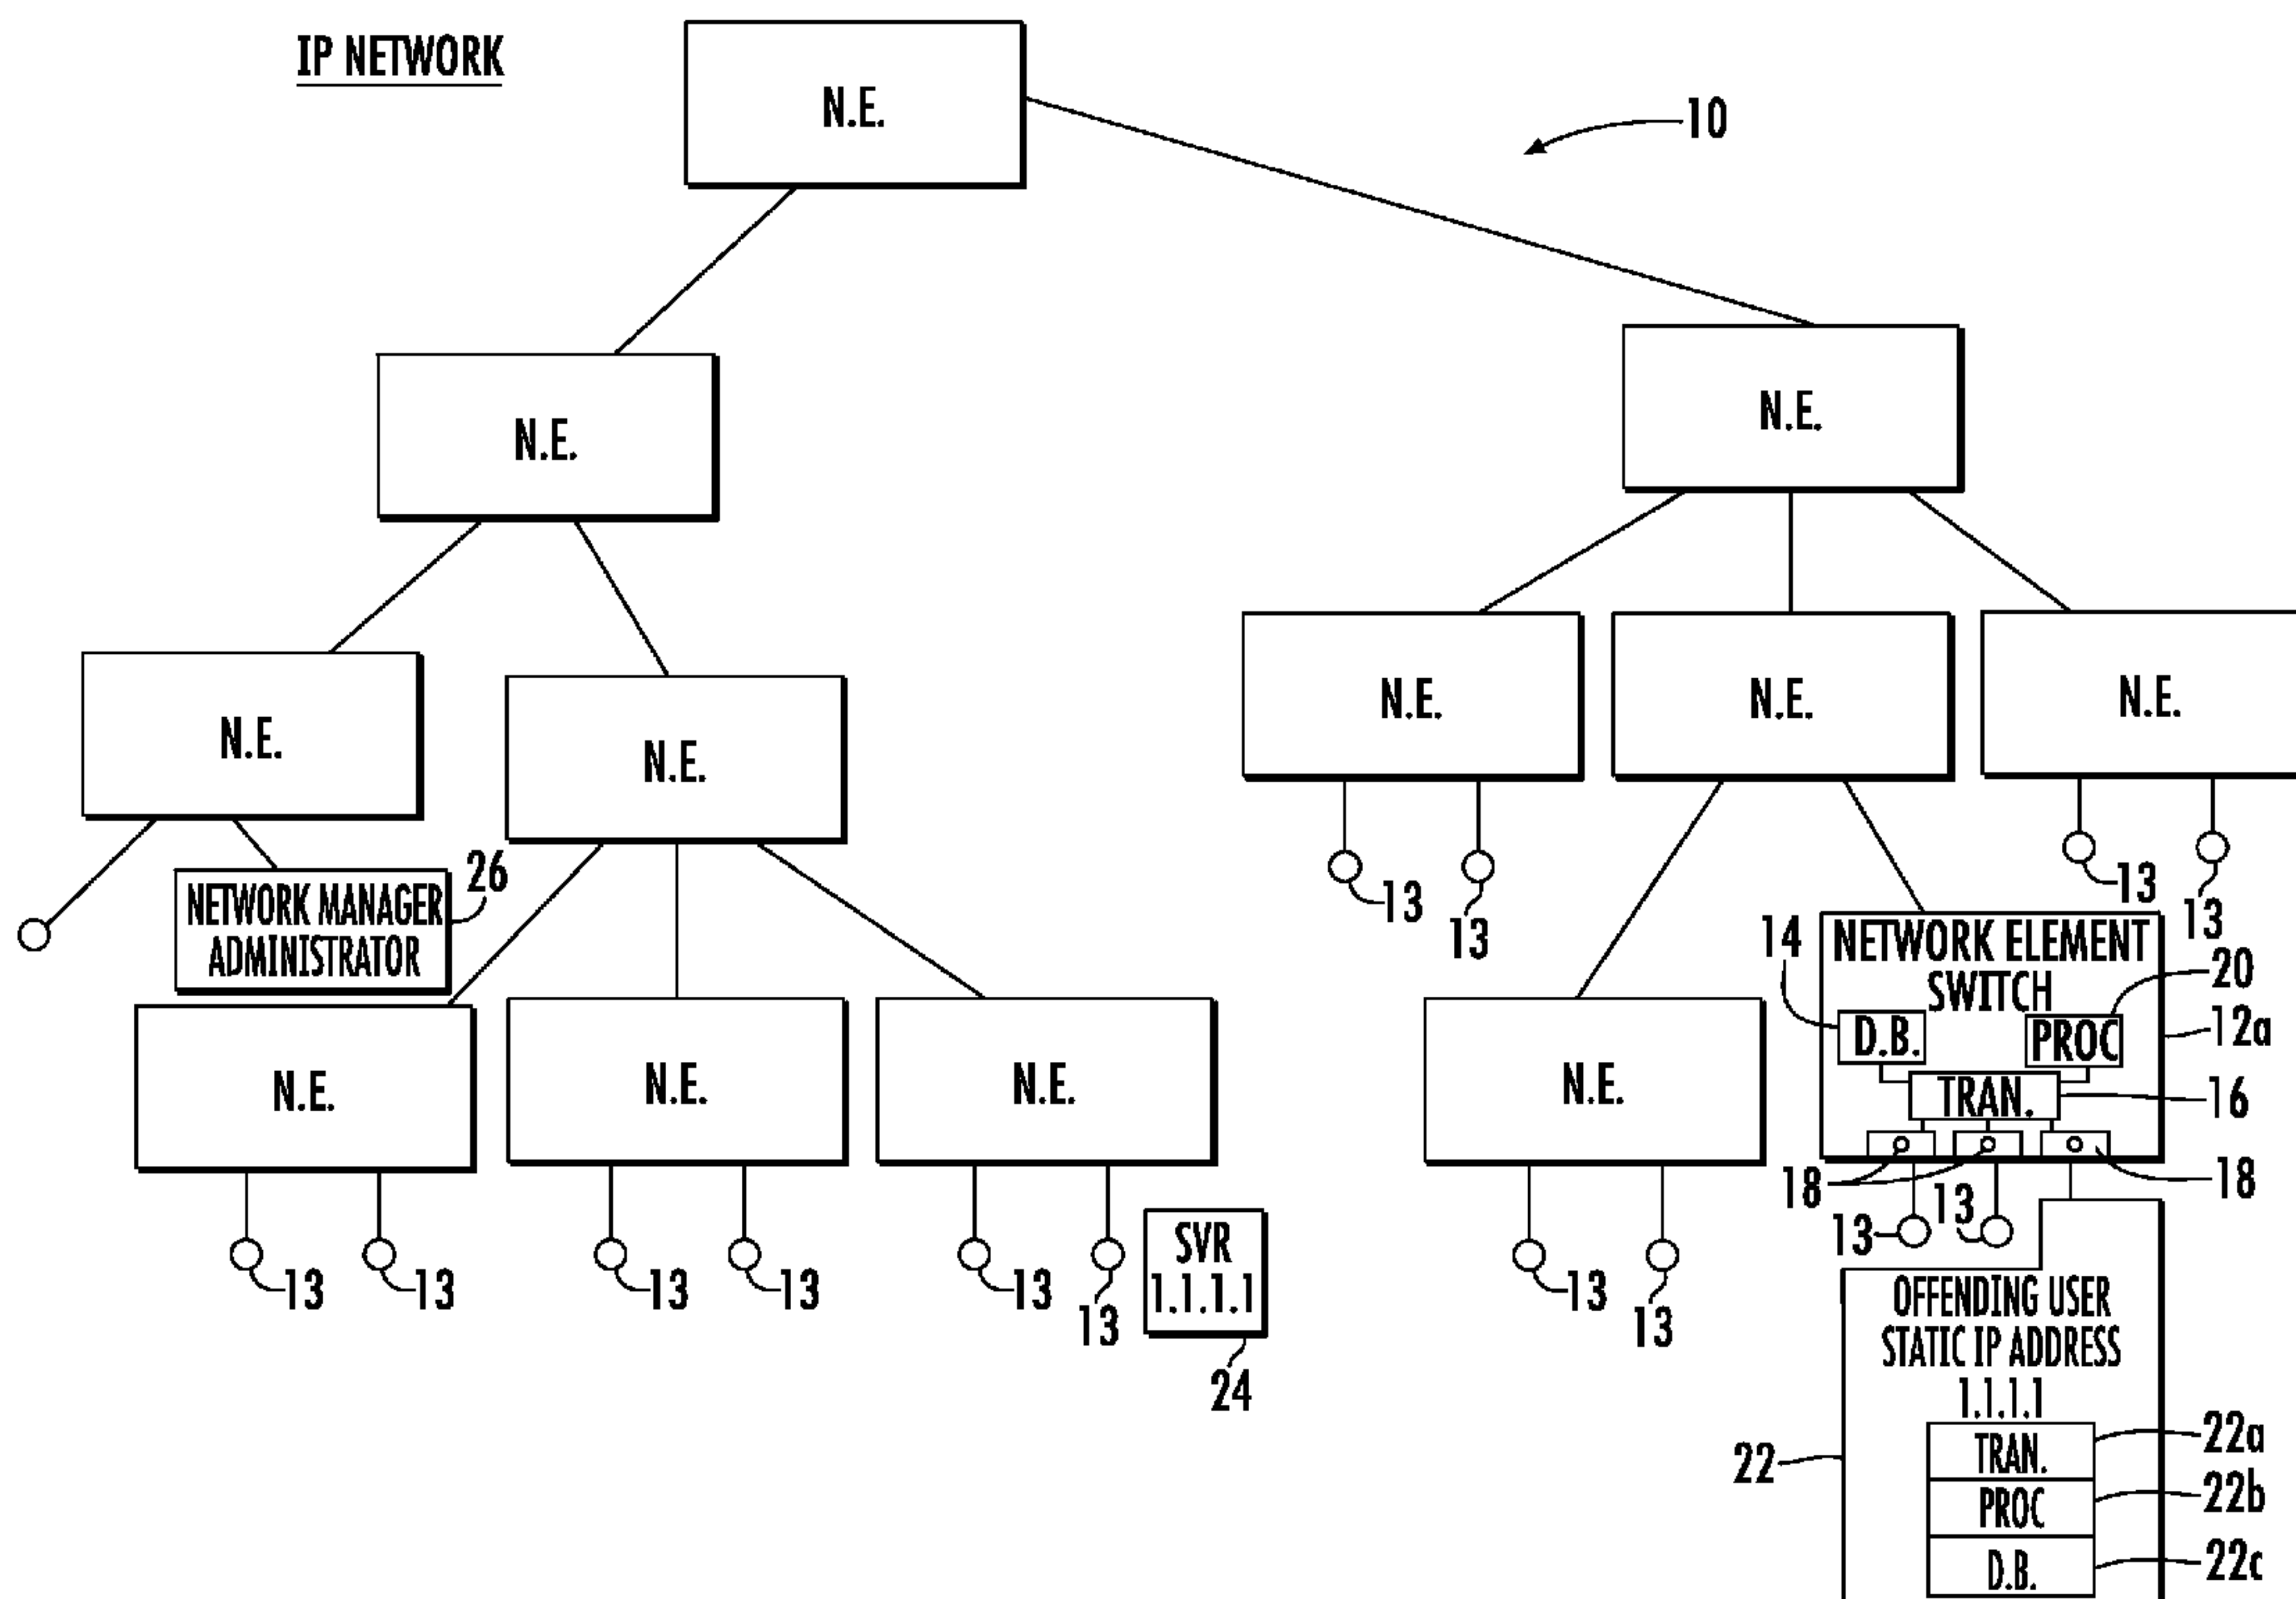 IP NETWORK
N.E.
10
N.E.
N.E.
N.E.
N.E.
N.E.
N.E.
N.E.
13
13
13
13
NETWORK MANAGER
ADMINISTRATOR
26
N.E.
N.E.
N.E.
N.E.
NETWORK ELEMENT
SWITCH
14
20
D.B.
PROC
12a
TRAN.
16
18
18
13
13
13
13
13
13
13
13
13
13
SVR
1.1.1.1
24
OFFENDING USER
STATIC IP ADDRESS
1.1.1.1
22
TRAN.
22a
PROC
22b
D.B.
22c